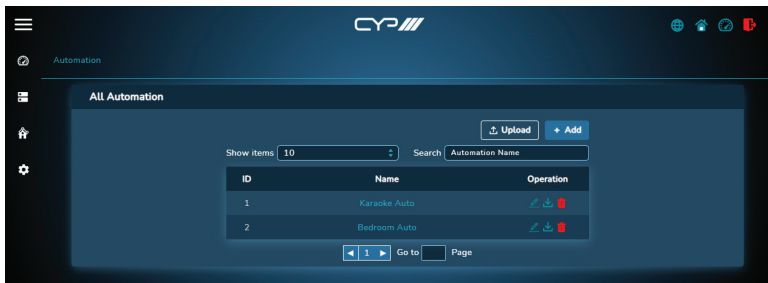 CYP
Automation
All Automation
Upload + Add
Show items 10 Search Automation Name
ID Name Operation
1 Karaoke Auto
2 Bedroom Auto
1 Go to Page